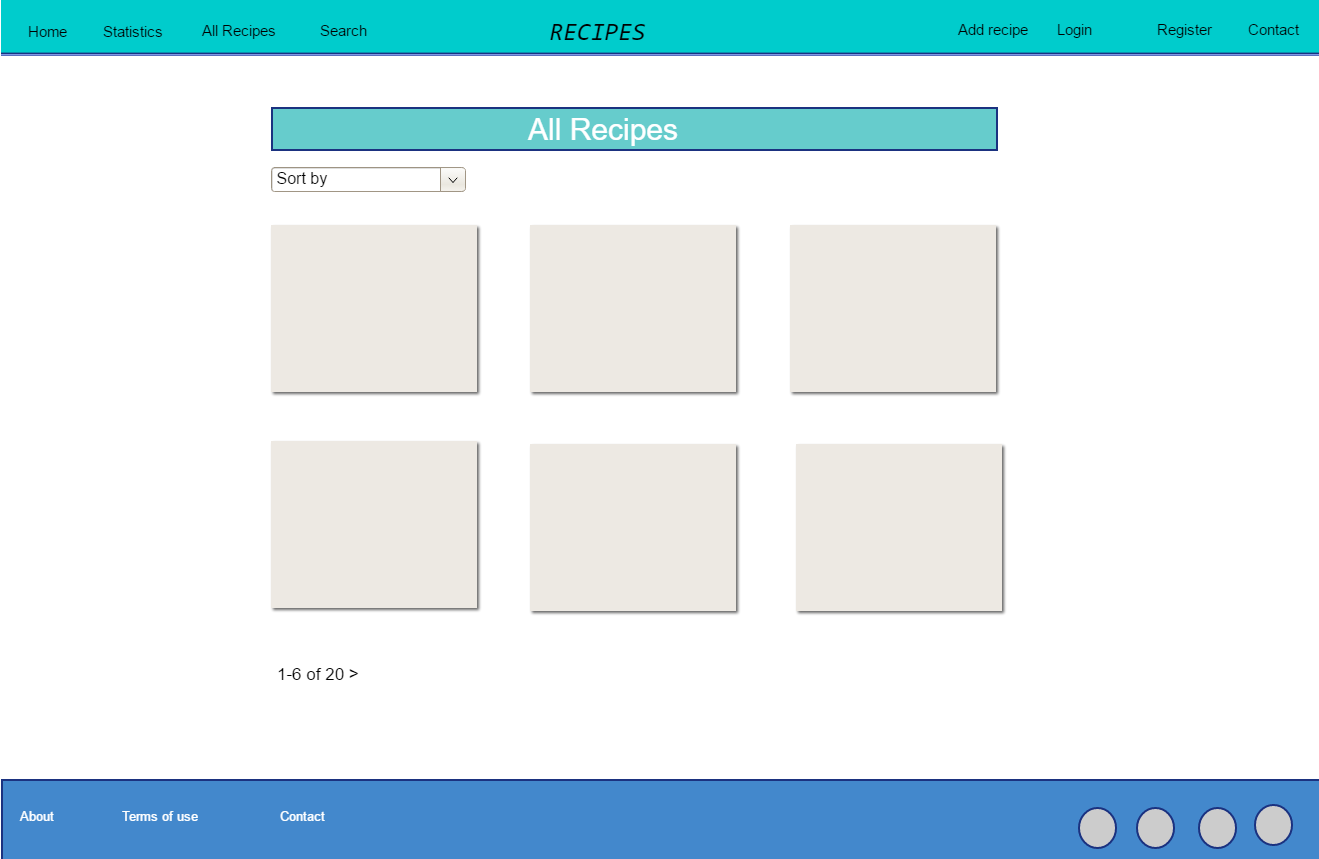 Home Statistics All Recipes Search RECIPES Add recipe Login Register Contact
All Recipes
Sort by
1-6 of 20 >
About Terms of use Contact